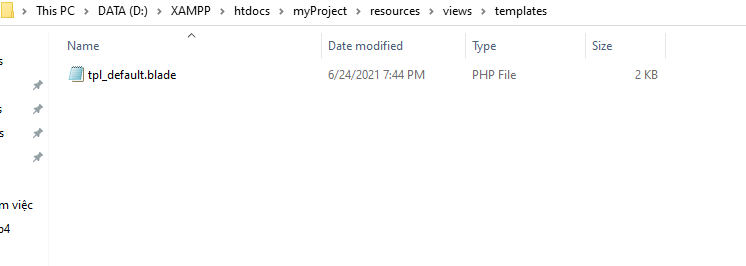 This PC > DATA (D:) > XAMPP > htdocs > myProject > resources > views > templates
Name Date modified Type Size
s
tpl_default.blade 6/24/2021 7:44 PM PHP File 2 KB
s
s
m việc
p4